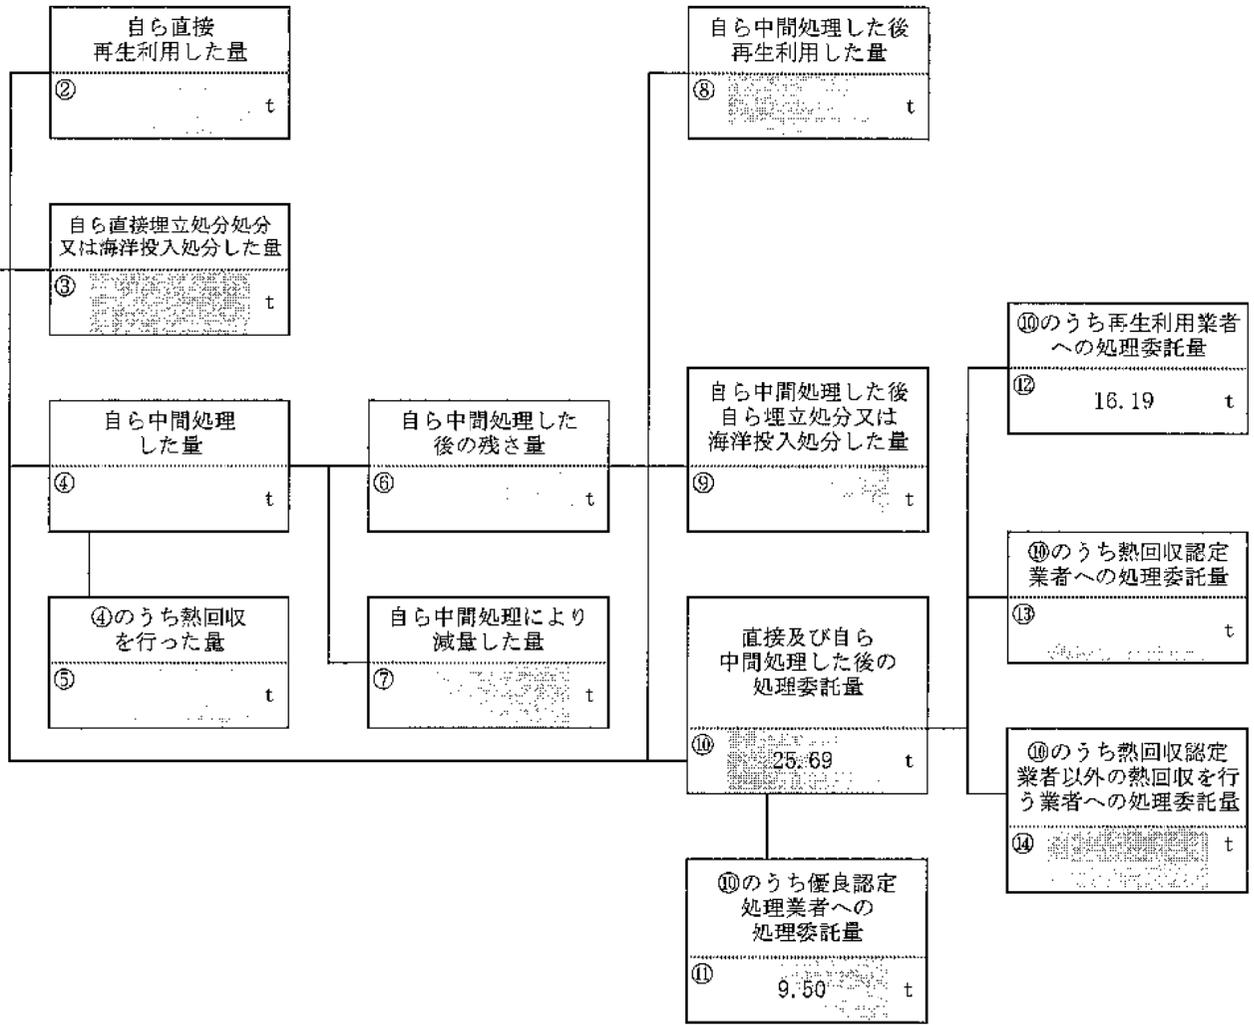 自ら直接
再生利用した量
② t
自ら中間処理した後
再生利用した量
⑧ t
自ら直接埋立処分処分
又は海洋投入処分した量
③ t
⑩のうち再生利用業者
への処理委託量
⑫ 16.19 t
自ら中間処理
した量
④ t
自ら中間処理した
後の残さ量
⑥ t
自ら中間処理した後
自ら埋立処分又は
海洋投入処分した量
⑨ t
⑩のうち熱回収認定
業者への処理委託量
⑬ t
④のうち熱回収
を行った量
⑤ t
自ら中間処理により
減量した量
⑦ t
直接及び自ら
中間処理した後の
処理委託量
⑩ 25.69 t
⑩のうち熱回収認定
業者以外の熱回収を行
う業者への処理委託量
⑭ t
⑩のうち優良認定
処理業者への
処理委託量
⑪ 9.50 t